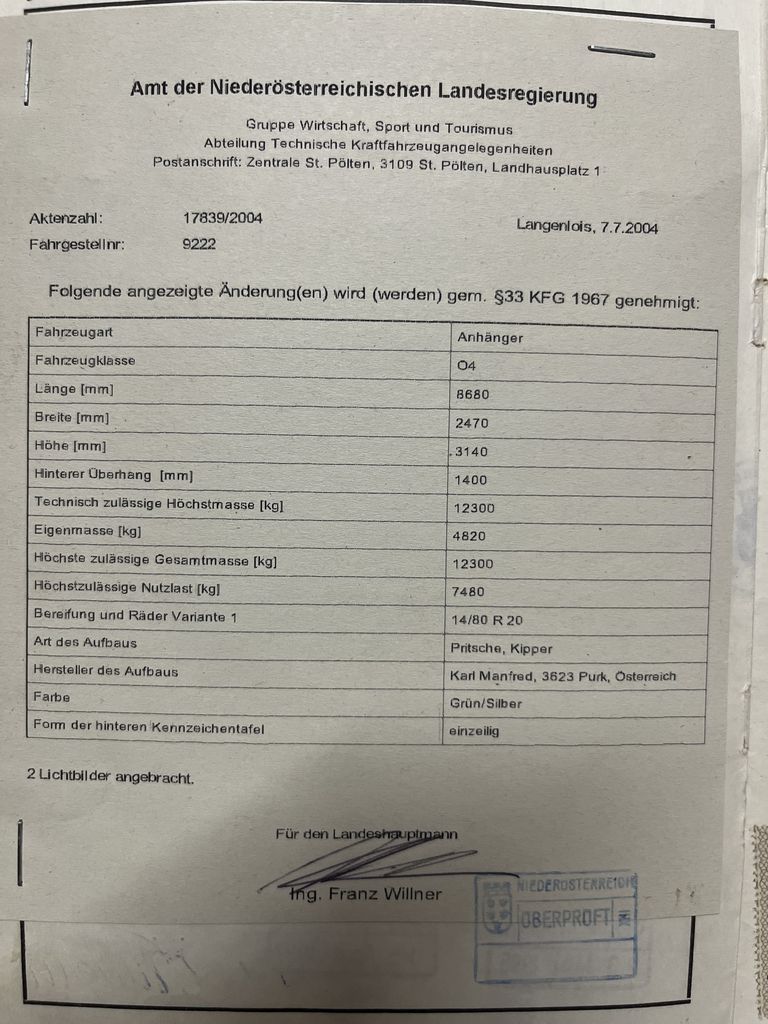 Amt der Niederösterreichischen Landesregierung
Gruppe Wirtschaft, Sport und Tourismus
Abteilung Technische Kraftfahrzeugangelegenheiten
Postanschrift: Zentrale St. Pölten, 3109 St. Pölten, Landhausplatz 1
Aktenzahl: 17839/2004
Langenlois, 7.7.2004
Fahrgestellnr: 9222
Folgende angezeigte Änderung(en) wird (werden) gem. §33 KFG 1967 genehmigt:
Fahrzeugart Anhänger
Fahrzeugklasse O4
Länge [mm] 8680
Breite [mm] 2470
Höhe [mm] 3140
Hinterer Überhang [mm] 1400
Technisch zulässige Höchstmasse [kg] 12300
Eigenmasse [kg] 4820
Höchste zulässige Gesamtmasse [kg] 12300
Höchstzulässige Nutzlast [kg] 7480
Bereifung und Räder Variante 1 14/80 R 20
Art des Aufbaus Pritsche, Kipper
Hersteller des Aufbaus Karl Manfred, 3623 Purk, Österreich
Farbe Grün/Silber
Form der hinteren Kennzeichentafel einzeilig
2 Lichtbilder angebracht.
Für den Landeshauptmann
Ing. Franz Willner
NIEDERÖSTERREICH
ÜBERPRÜFT